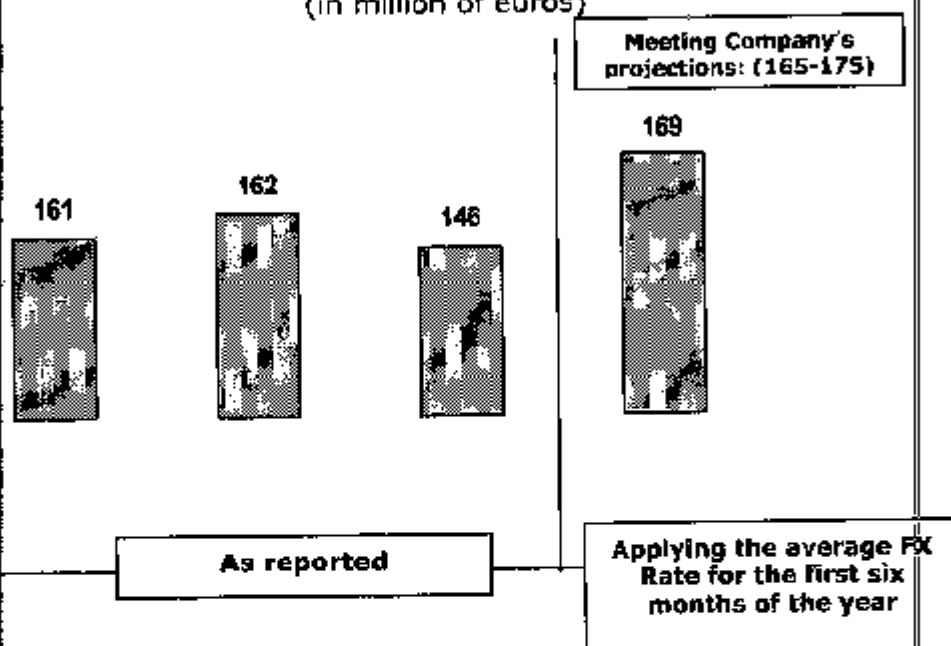 (in million of euros)
Meeting Company's
projections: (165-175)
169
162
161
146
As reported
Applying the average FX
Rate for the first six
months of the year